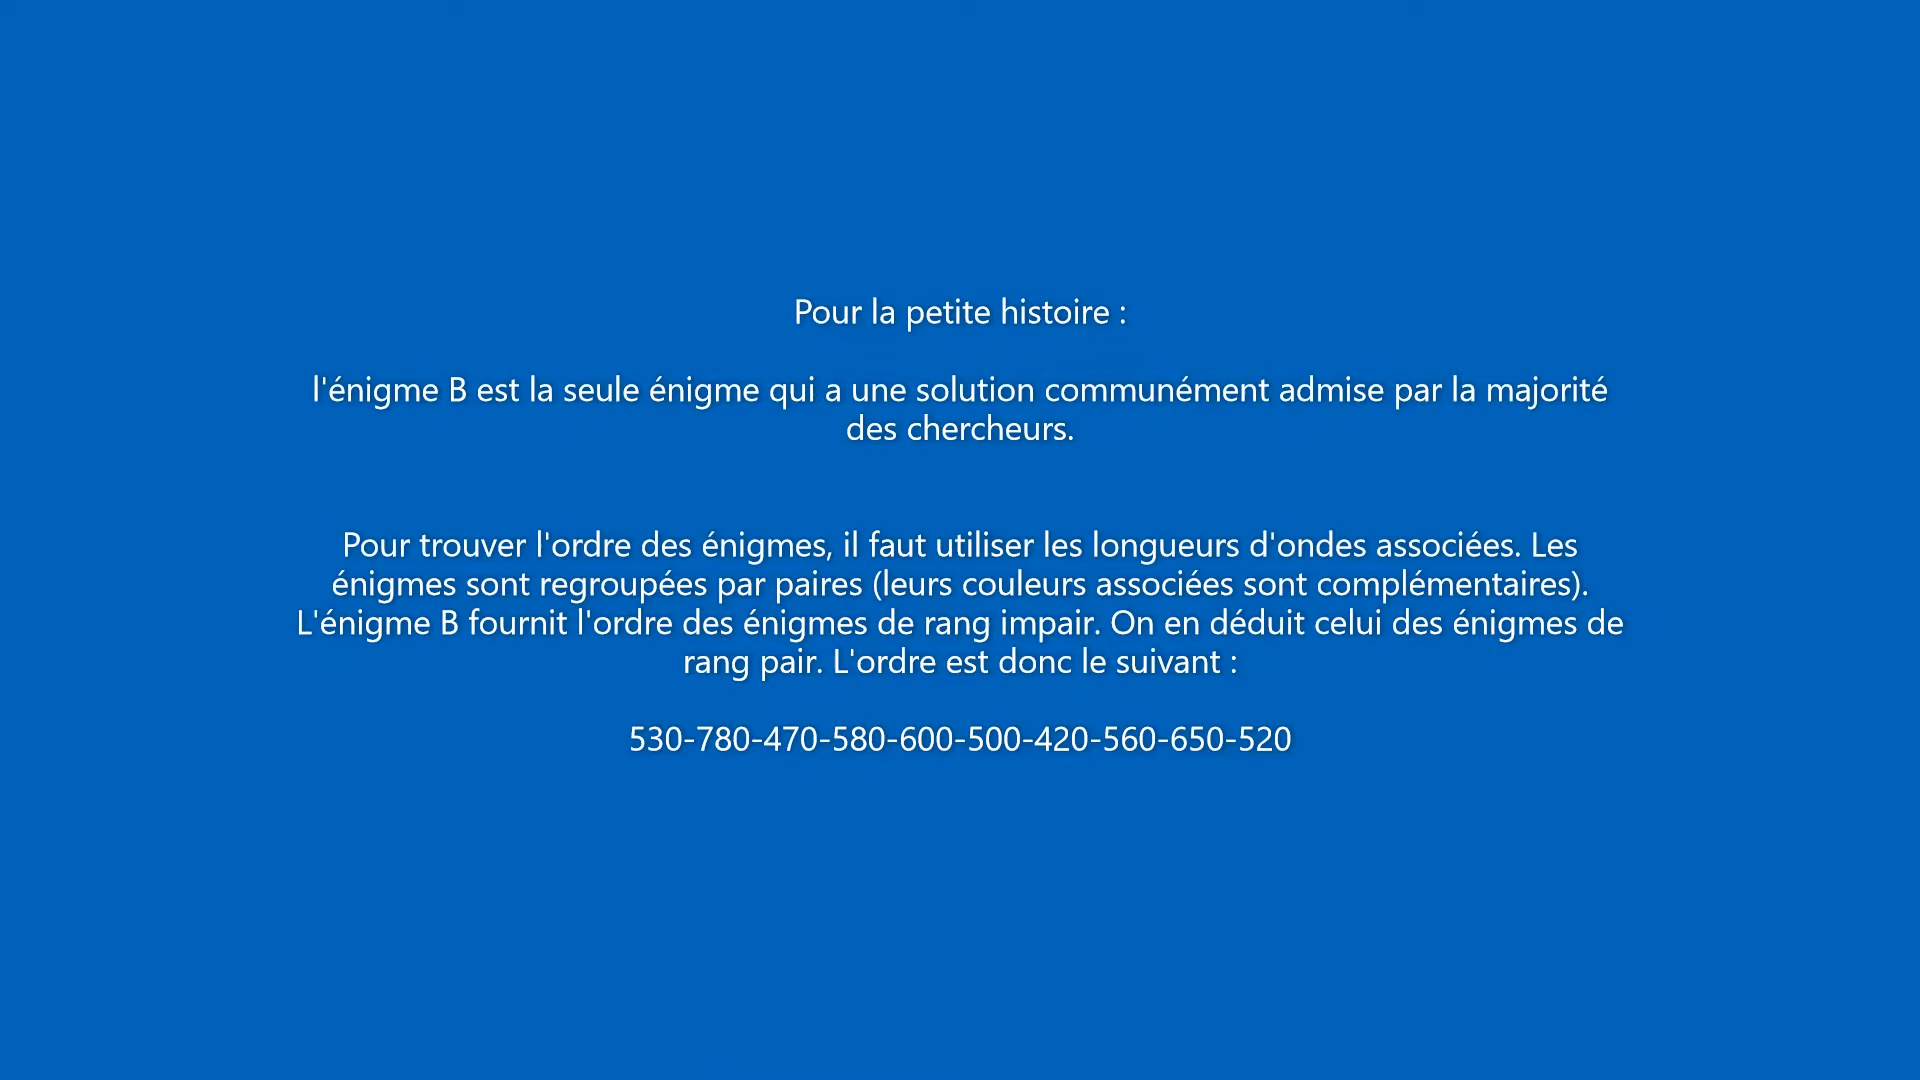 Pour la petite histoire :
l'énigme B est la seule énigme qui a une solution communément admise par la majorité
des chercheurs.
Pour trouver l'ordre des énigmes, il faut utiliser les longueurs d'ondes associées. Les
énigmes sont regroupées par paires (leurs couleurs associées sont complémentaires).
L'énigme B fournit l'ordre des énigmes de rang impair. On en déduit celui des énigmes de
rang pair. L'ordre est donc le suivant :
530-780-470-580-600-500-420-560-650-520